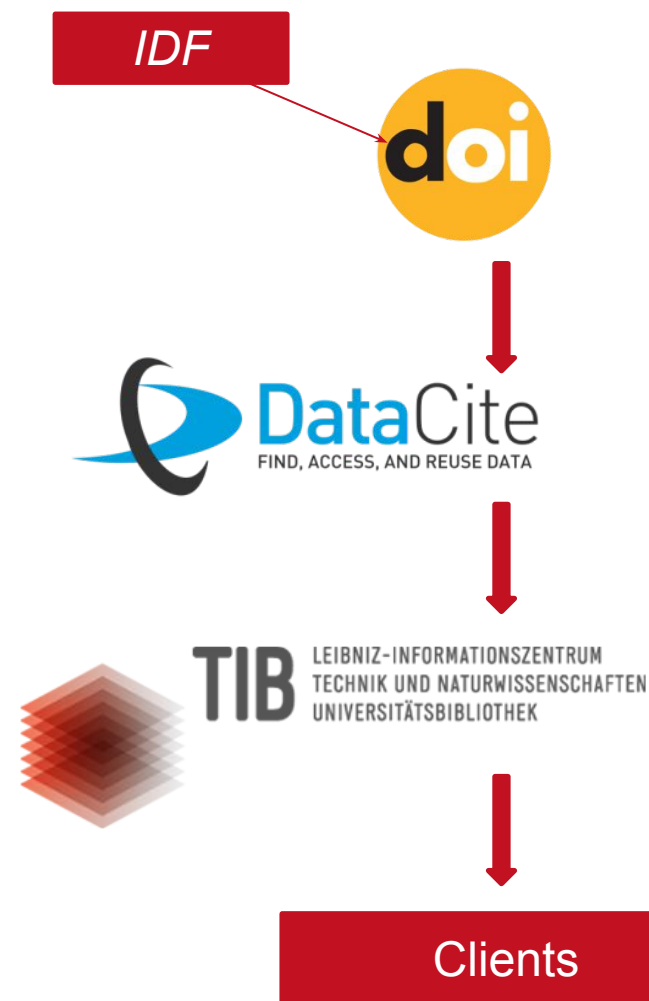 IDF
doi
DataCite
FIND, ACCESS, AND REUSE DATA
TIB
LEIBNIZ-INFORMATIONSZENTRUM
TECHNIK UND NATURWISSENSCHAFTEN
UNIVERSITÄTSBIBLIOTHEK
Clients